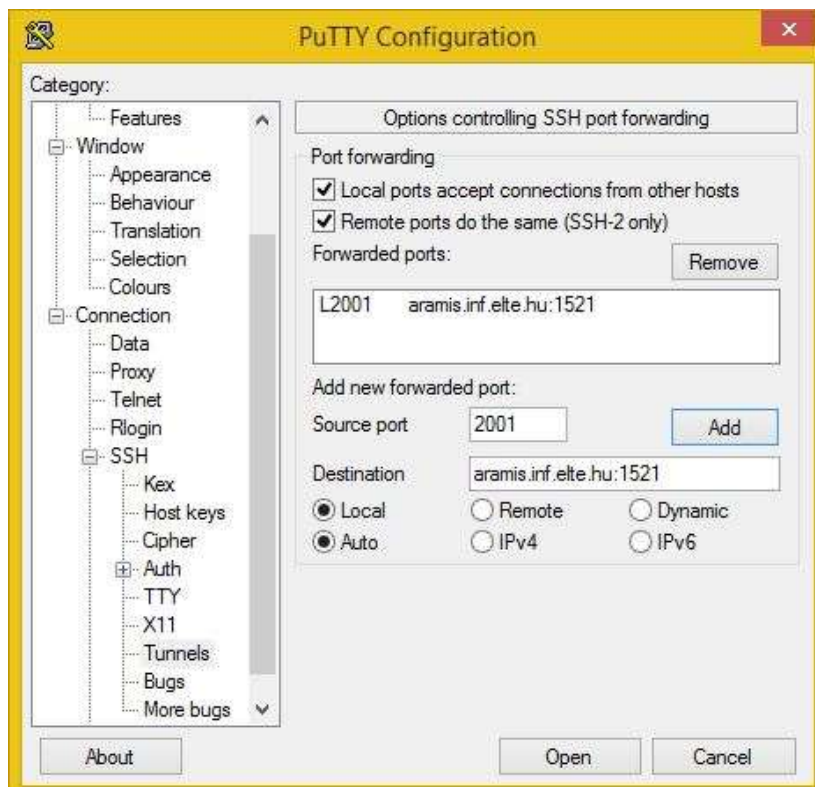 PuTTY Configuration
Category:
Features
Window
Appearance
Behaviour
Translation
Selection
Colours
Connection
Data
Proxy
Telnet
Rlogin
SSH
Kex
Host keys
Cipher
Auth
TTY
X11
Tunnels
Bugs
More bugs
Options controlling SSH port forwarding
Port forwarding
Local ports accept connections from other hosts
Remote ports do the same (SSH-2 only)
Forwarded ports:
Remove
L2001 aramis.inf.elte.hu:1521
Add new forwarded port:
Source port 2001 Add
Destination aramis.inf.elte.hu:1521
Local Remote Dynamic
Auto IPv4 IPv6
About Open Cancel